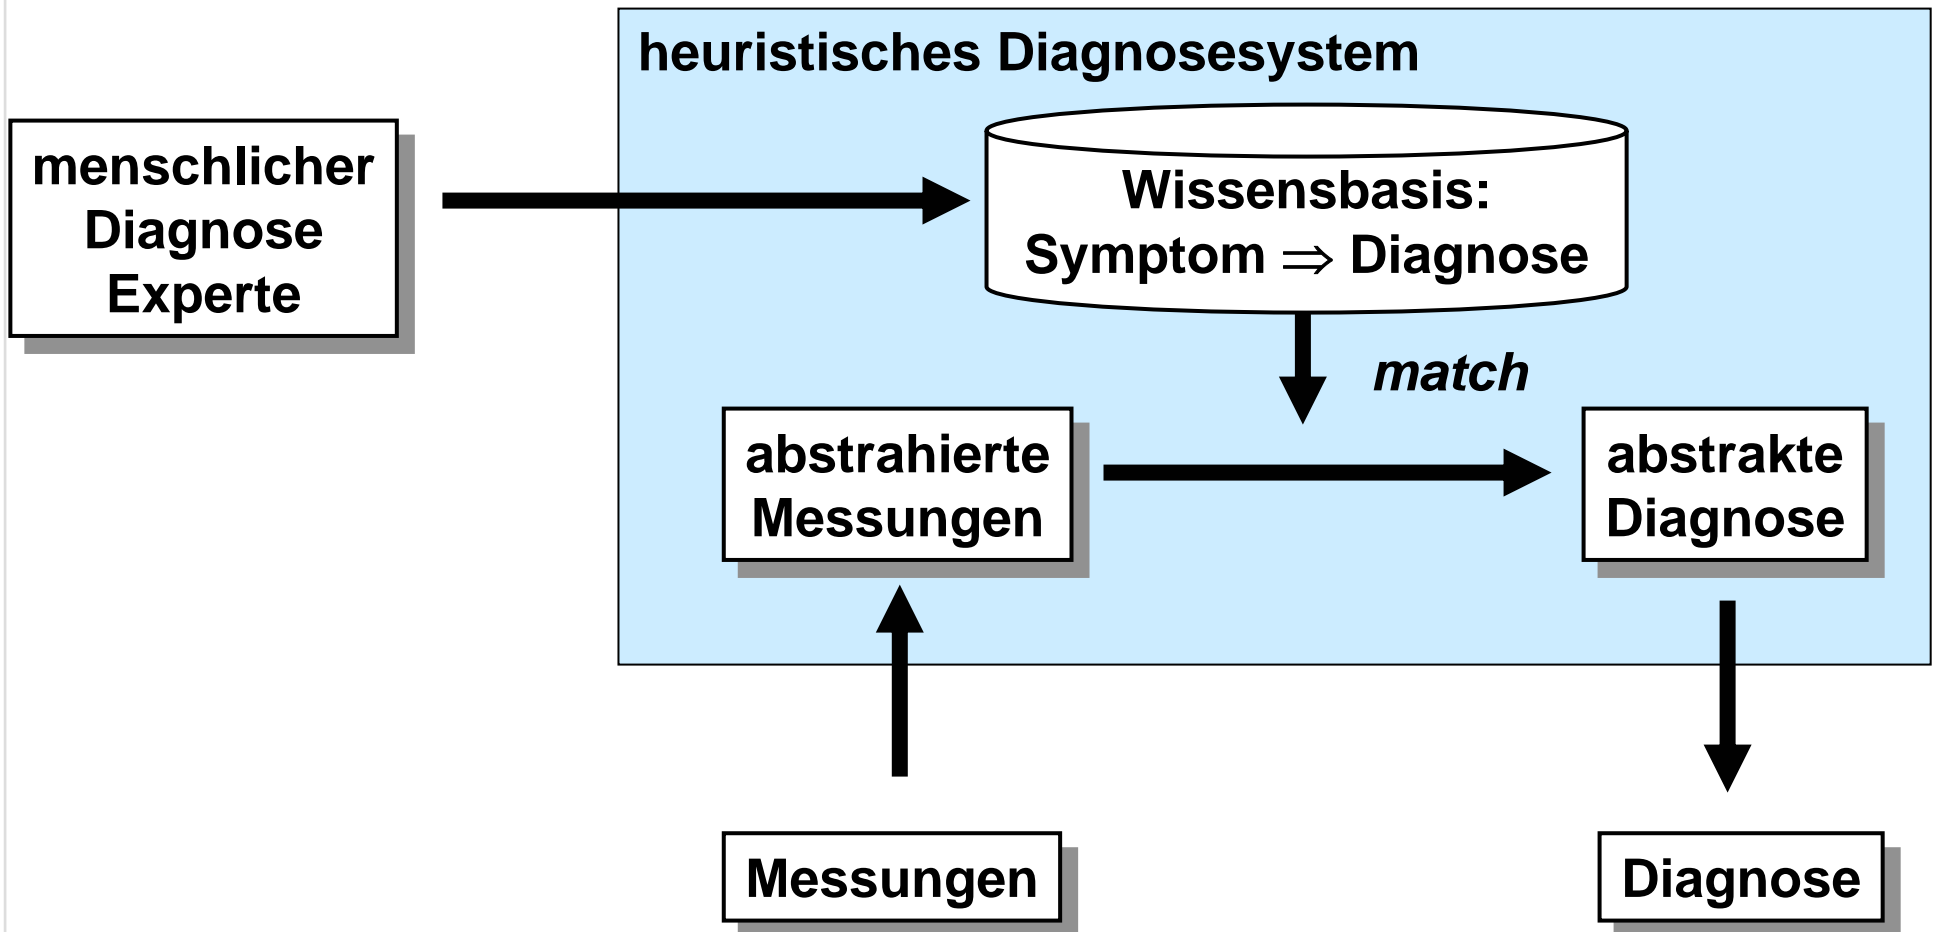 heuristisches Diagnosesystem
menschlicher
Diagnose
Experte
Wissensbasis:
Symptom ⇒ Diagnose
match
abstrahierte
Messungen
abstrakte
Diagnose
Messungen
Diagnose